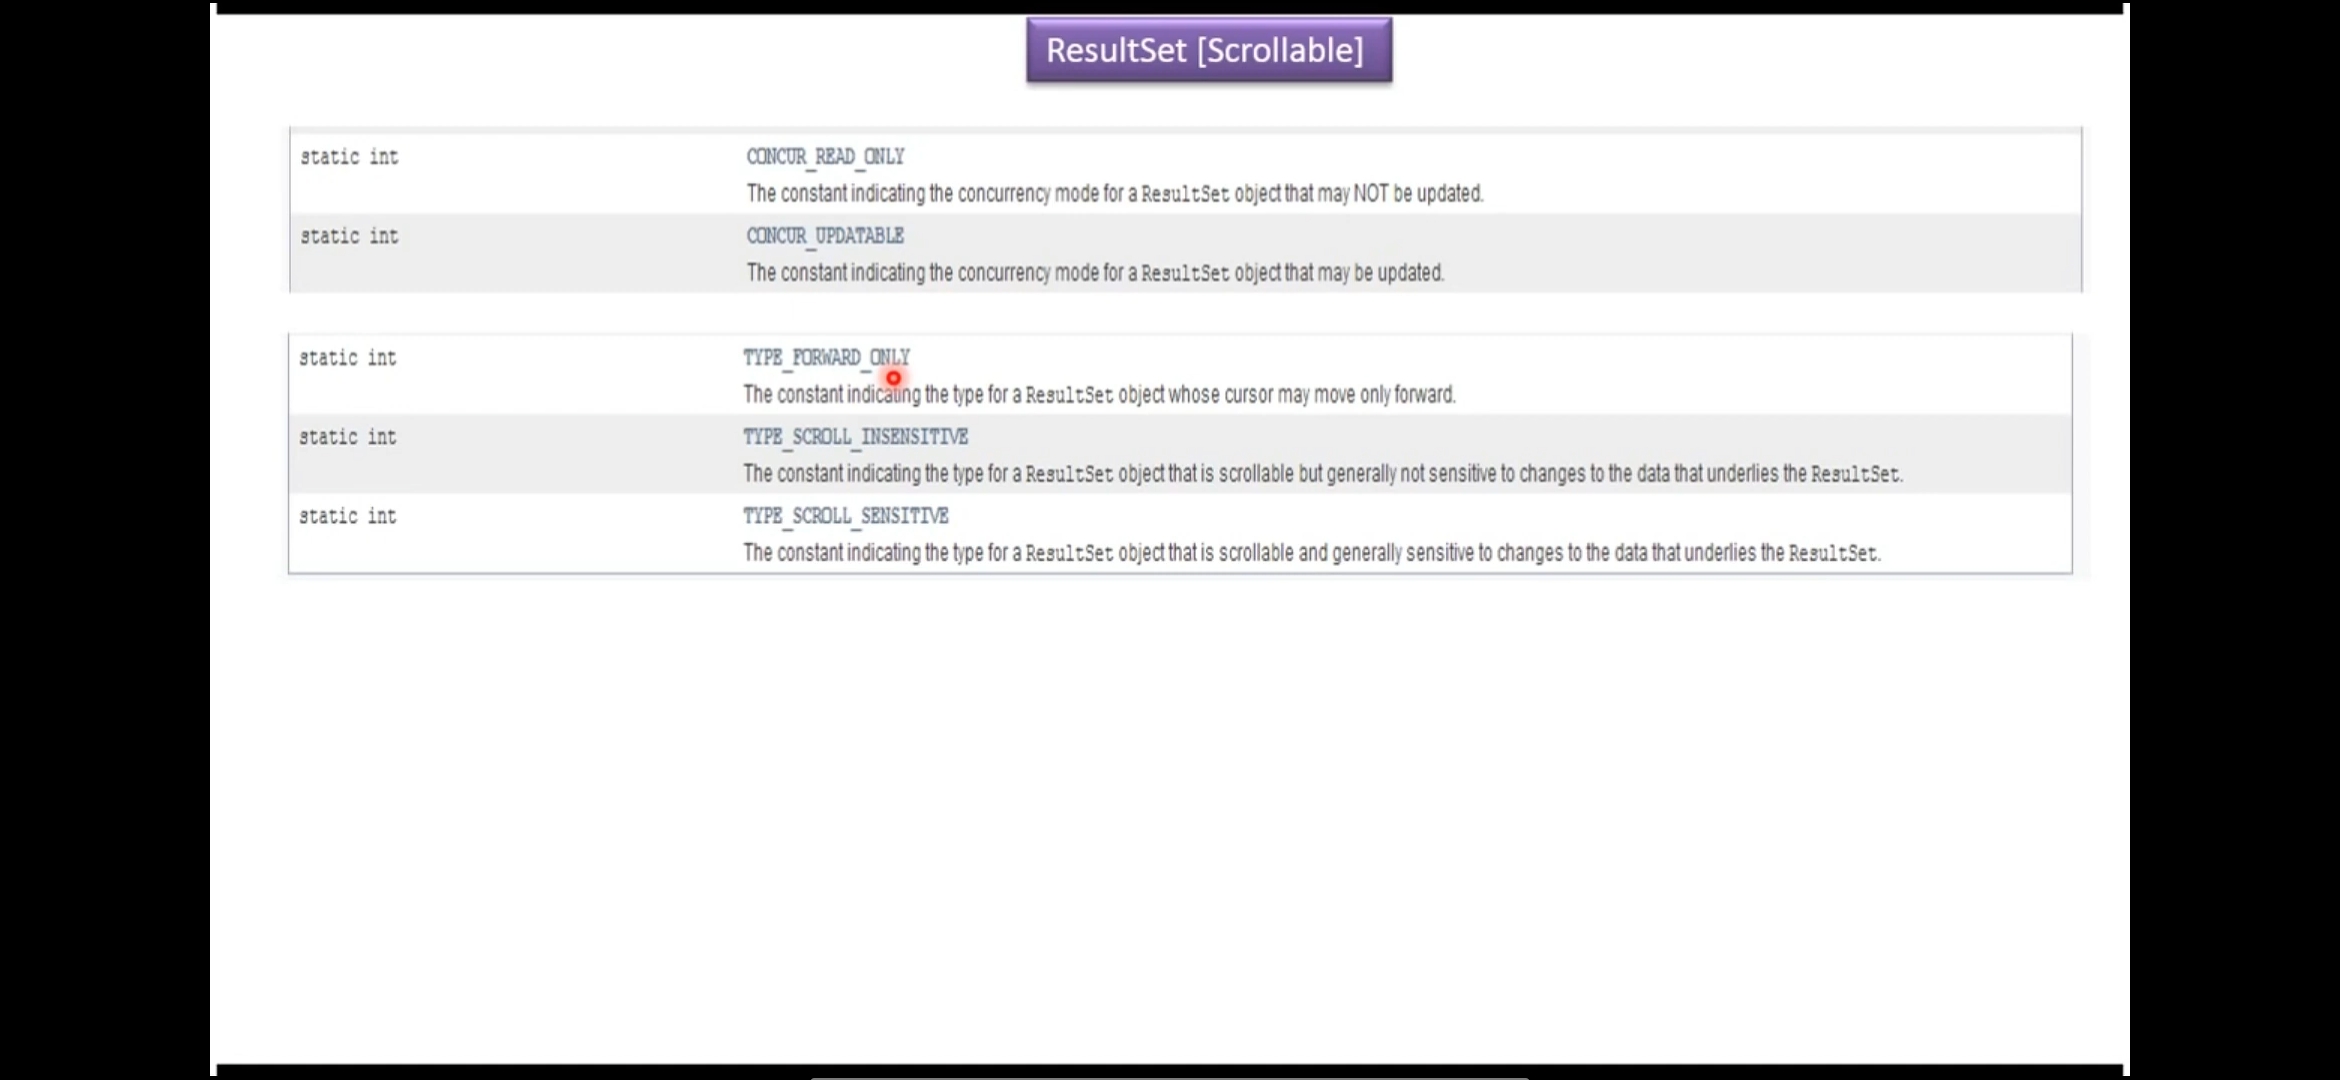 ResultSet [Scrollable]
static int CONCUR_READ_ONLY
The constant indicating the concurrency mode for a ResultSet object that may NOT be updated.
static int CONCUR_UPDATABLE
The constant indicating the concurrency mode for a ResultSet object that may be updated.
static int TYPE_FORWARD_ONLY
The constant indicating the type for a ResultSet object whose cursor may move only forward.
static int TYPE_SCROLL_INSENSITIVE
The constant indicating the type for a ResultSet object that is scrollable but generally not sensitive to changes to the data that underlies the ResultSet.
static int TYPE_SCROLL_SENSITIVE
The constant indicating the type for a ResultSet object that is scrollable and generally sensitive to changes to the data that underlies the ResultSet.